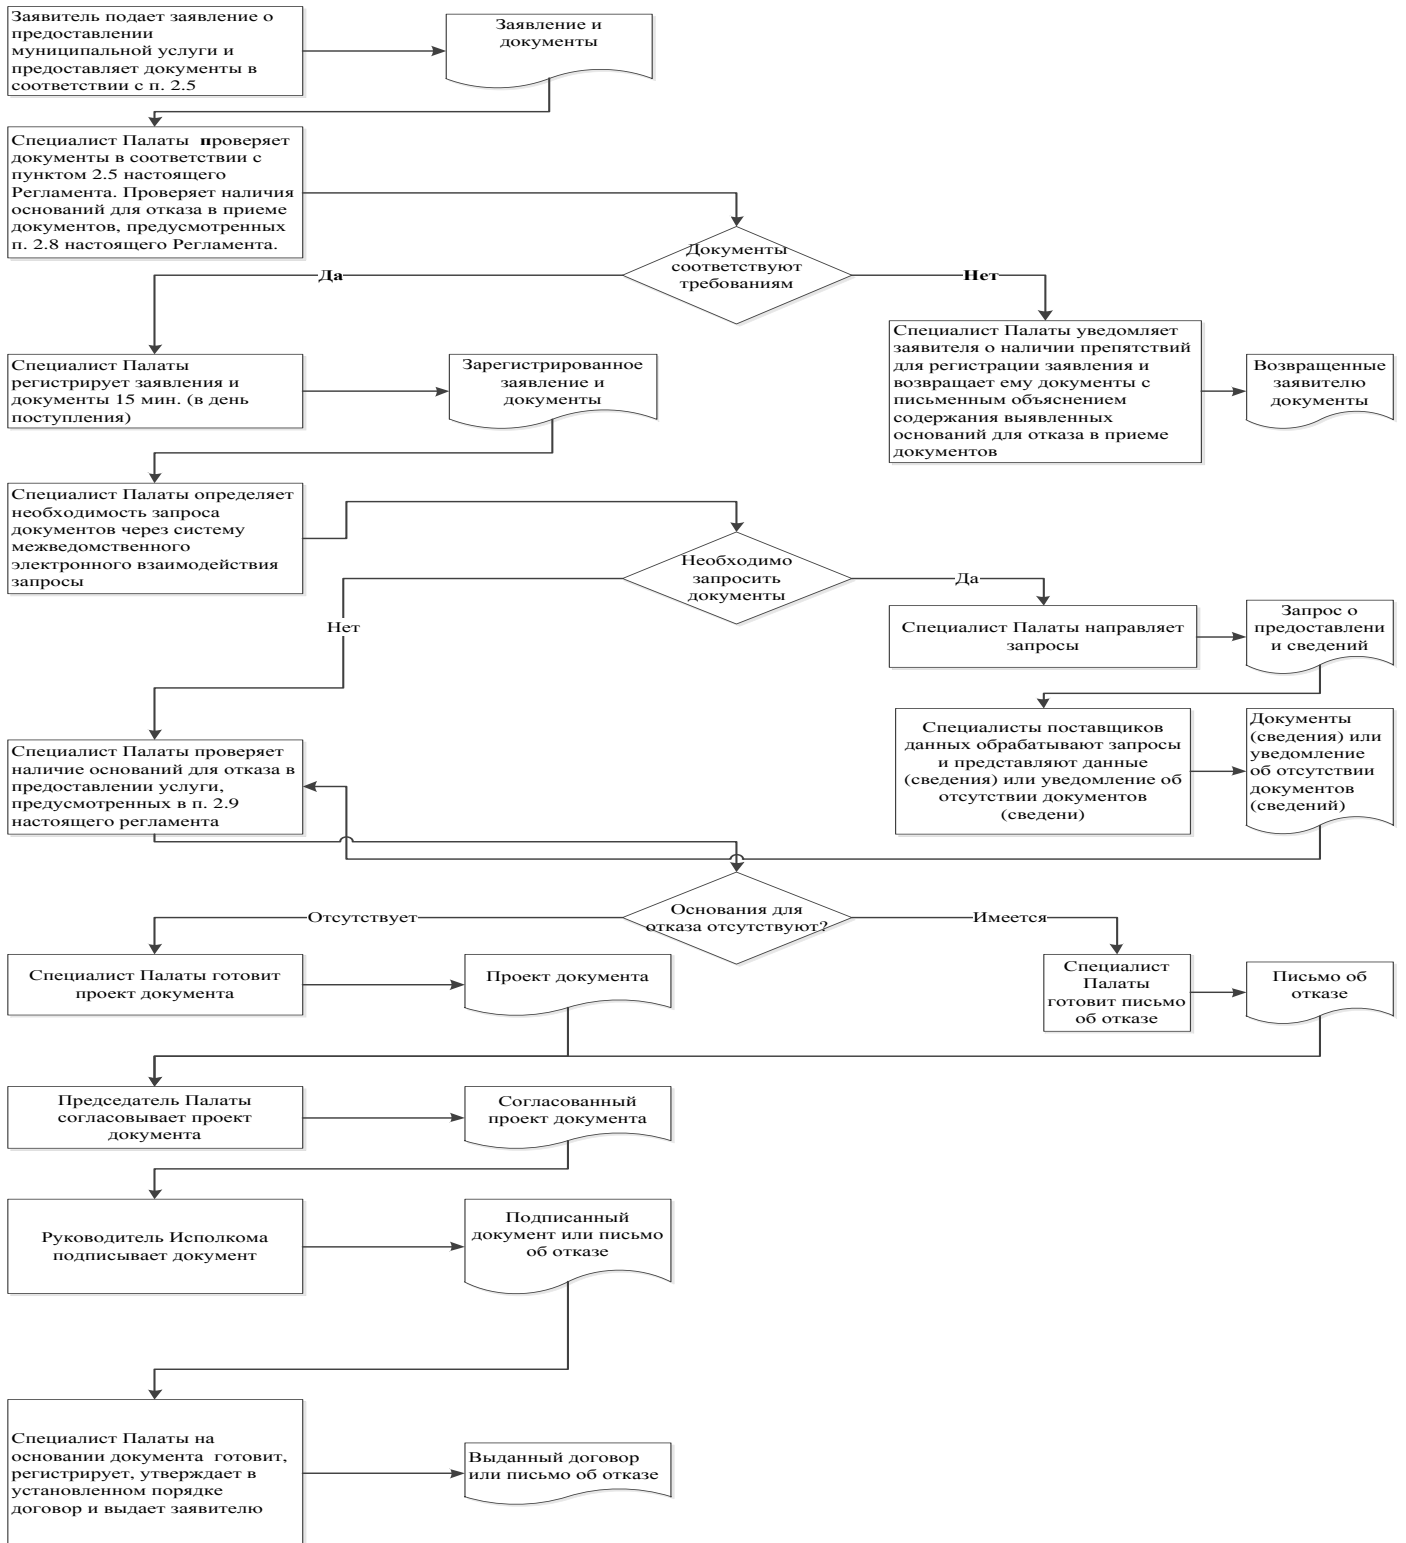 Заявитель подает заявление о
предоставлении
муниципальной услуги и
предоставляет документы в
соответствии с п. 2.5
Заявление и
документы
Специалист Палаты проверяет
документы в соответствии с
пунктом 2.5 настоящего
Регламента. Проверяет наличия
оснований для отказа в приеме
документов, предусмотренных
п. 2.8 настоящего Регламента.
Документы
соответствуют
требованиям
Да
Нет
Специалист Палаты
регистрирует заявления и
документы 15 мин. (в день
поступления)
Зарегистрированное
заявление и
документы
Специалист Палаты уведомляет
заявителя о наличии препятствий
для регистрации заявления и
возвращает ему документы с
письменным объяснением
содержания выявленных
оснований для отказа в приеме
документов
Возвращенные
заявителю
документы
Специалист Палаты определяет
необходимость запроса
документов через систему
межведомственного
электронного взаимодействия
запросы
Необходимо
запросить
документы
Да
Нет
Специалист Палаты направляет
запросы
Запрос о
предоставлени
и сведений
Специалист Палаты проверяет
наличие оснований для отказа в
предоставлении услуги,
предусмотренных в п. 2.9
настоящего регламента
Специалисты поставщиков
данных обрабатывают запросы
и представляют данные
(сведения) или уведомление об
отсутствии документов
(сведени)
Документы
(сведения) или
уведомление
об отсутствии
документов
(сведений)
Основания для
отказа отсутствуют?
Отсутствует
Имеется
Специалист Палаты готовит
проект документа
Проект документа
Специалист
Палаты
готовит письмо
об отказе
Письмо об
отказе
Председатель Палаты
согласовывает проект
документа
Согласованный
проект документа
Руководитель Исполкома
подписывает документ
Подписанный
документ или письмо
об отказе
Специалист Палаты на
основании документа готовит,
регистрирует, утверждает в
установленном порядке
договор и выдает заявителю
Выданный договор
или письмо об отказе